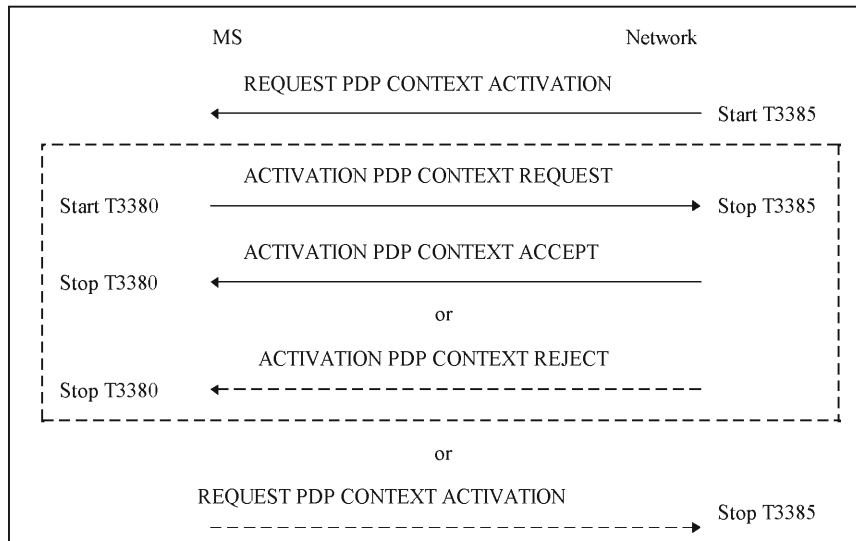 MS Network
REQUEST PDP CONTEXT ACTIVATION
Start T3385
ACTIVATION PDP CONTEXT REQUEST
Start T3380 Stop T3385
ACTIVATION PDP CONTEXT ACCEPT
Stop T3380
or
ACTIVATION PDP CONTEXT REJECT
Stop T3380
or
REQUEST PDP CONTEXT ACTIVATION
Stop T3385